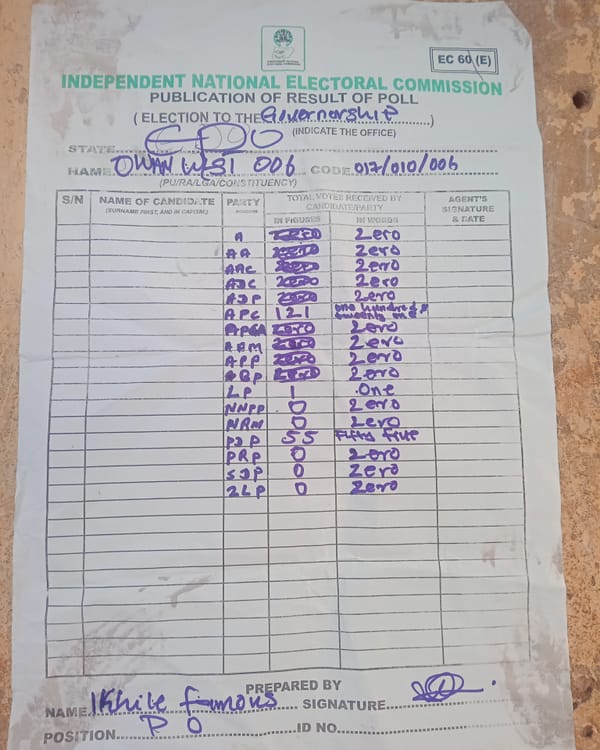 EC 60 (E)
INDEPENDENT NATIONAL ELECTORAL COMMISSION
PUBLICATION OF RESULT OF POLL
( ELECTION TO THE Governorship )
(INDICATE THE OFFICE)
STATE EDO
NAME OWAN WEST 006 CODE 017/010/006
(PU/RA/LGA/CONSTITUENCY)
S/N NAME OF CANDIDATE (SURNAME FIRST, AND IN CAPITAL) PARTY TOTAL VOTES RECEIVED BY CANDIDATE/PARTY AGENT'S SIGNATURE & DATE
IN FIGURES IN WORDS
A Zero Zero
AA Zero Zero
AAC Zero Zero
ADC Zero Zero
ADP Zero Zero
APC 121 one hundred & twenty one
APGA Zero Zero
APM Zero Zero
APP Zero Zero
Zero Zero
LP 1 One
NNPP 0 Zero
NRM 0 Zero
PDP 55 Fifty Five
PRP 0 Zero
SDP 0 Zero
ZLP 0 Zero
PREPARED BY
NAME Ikhile famous SIGNATURE
POSITION P O ID NO